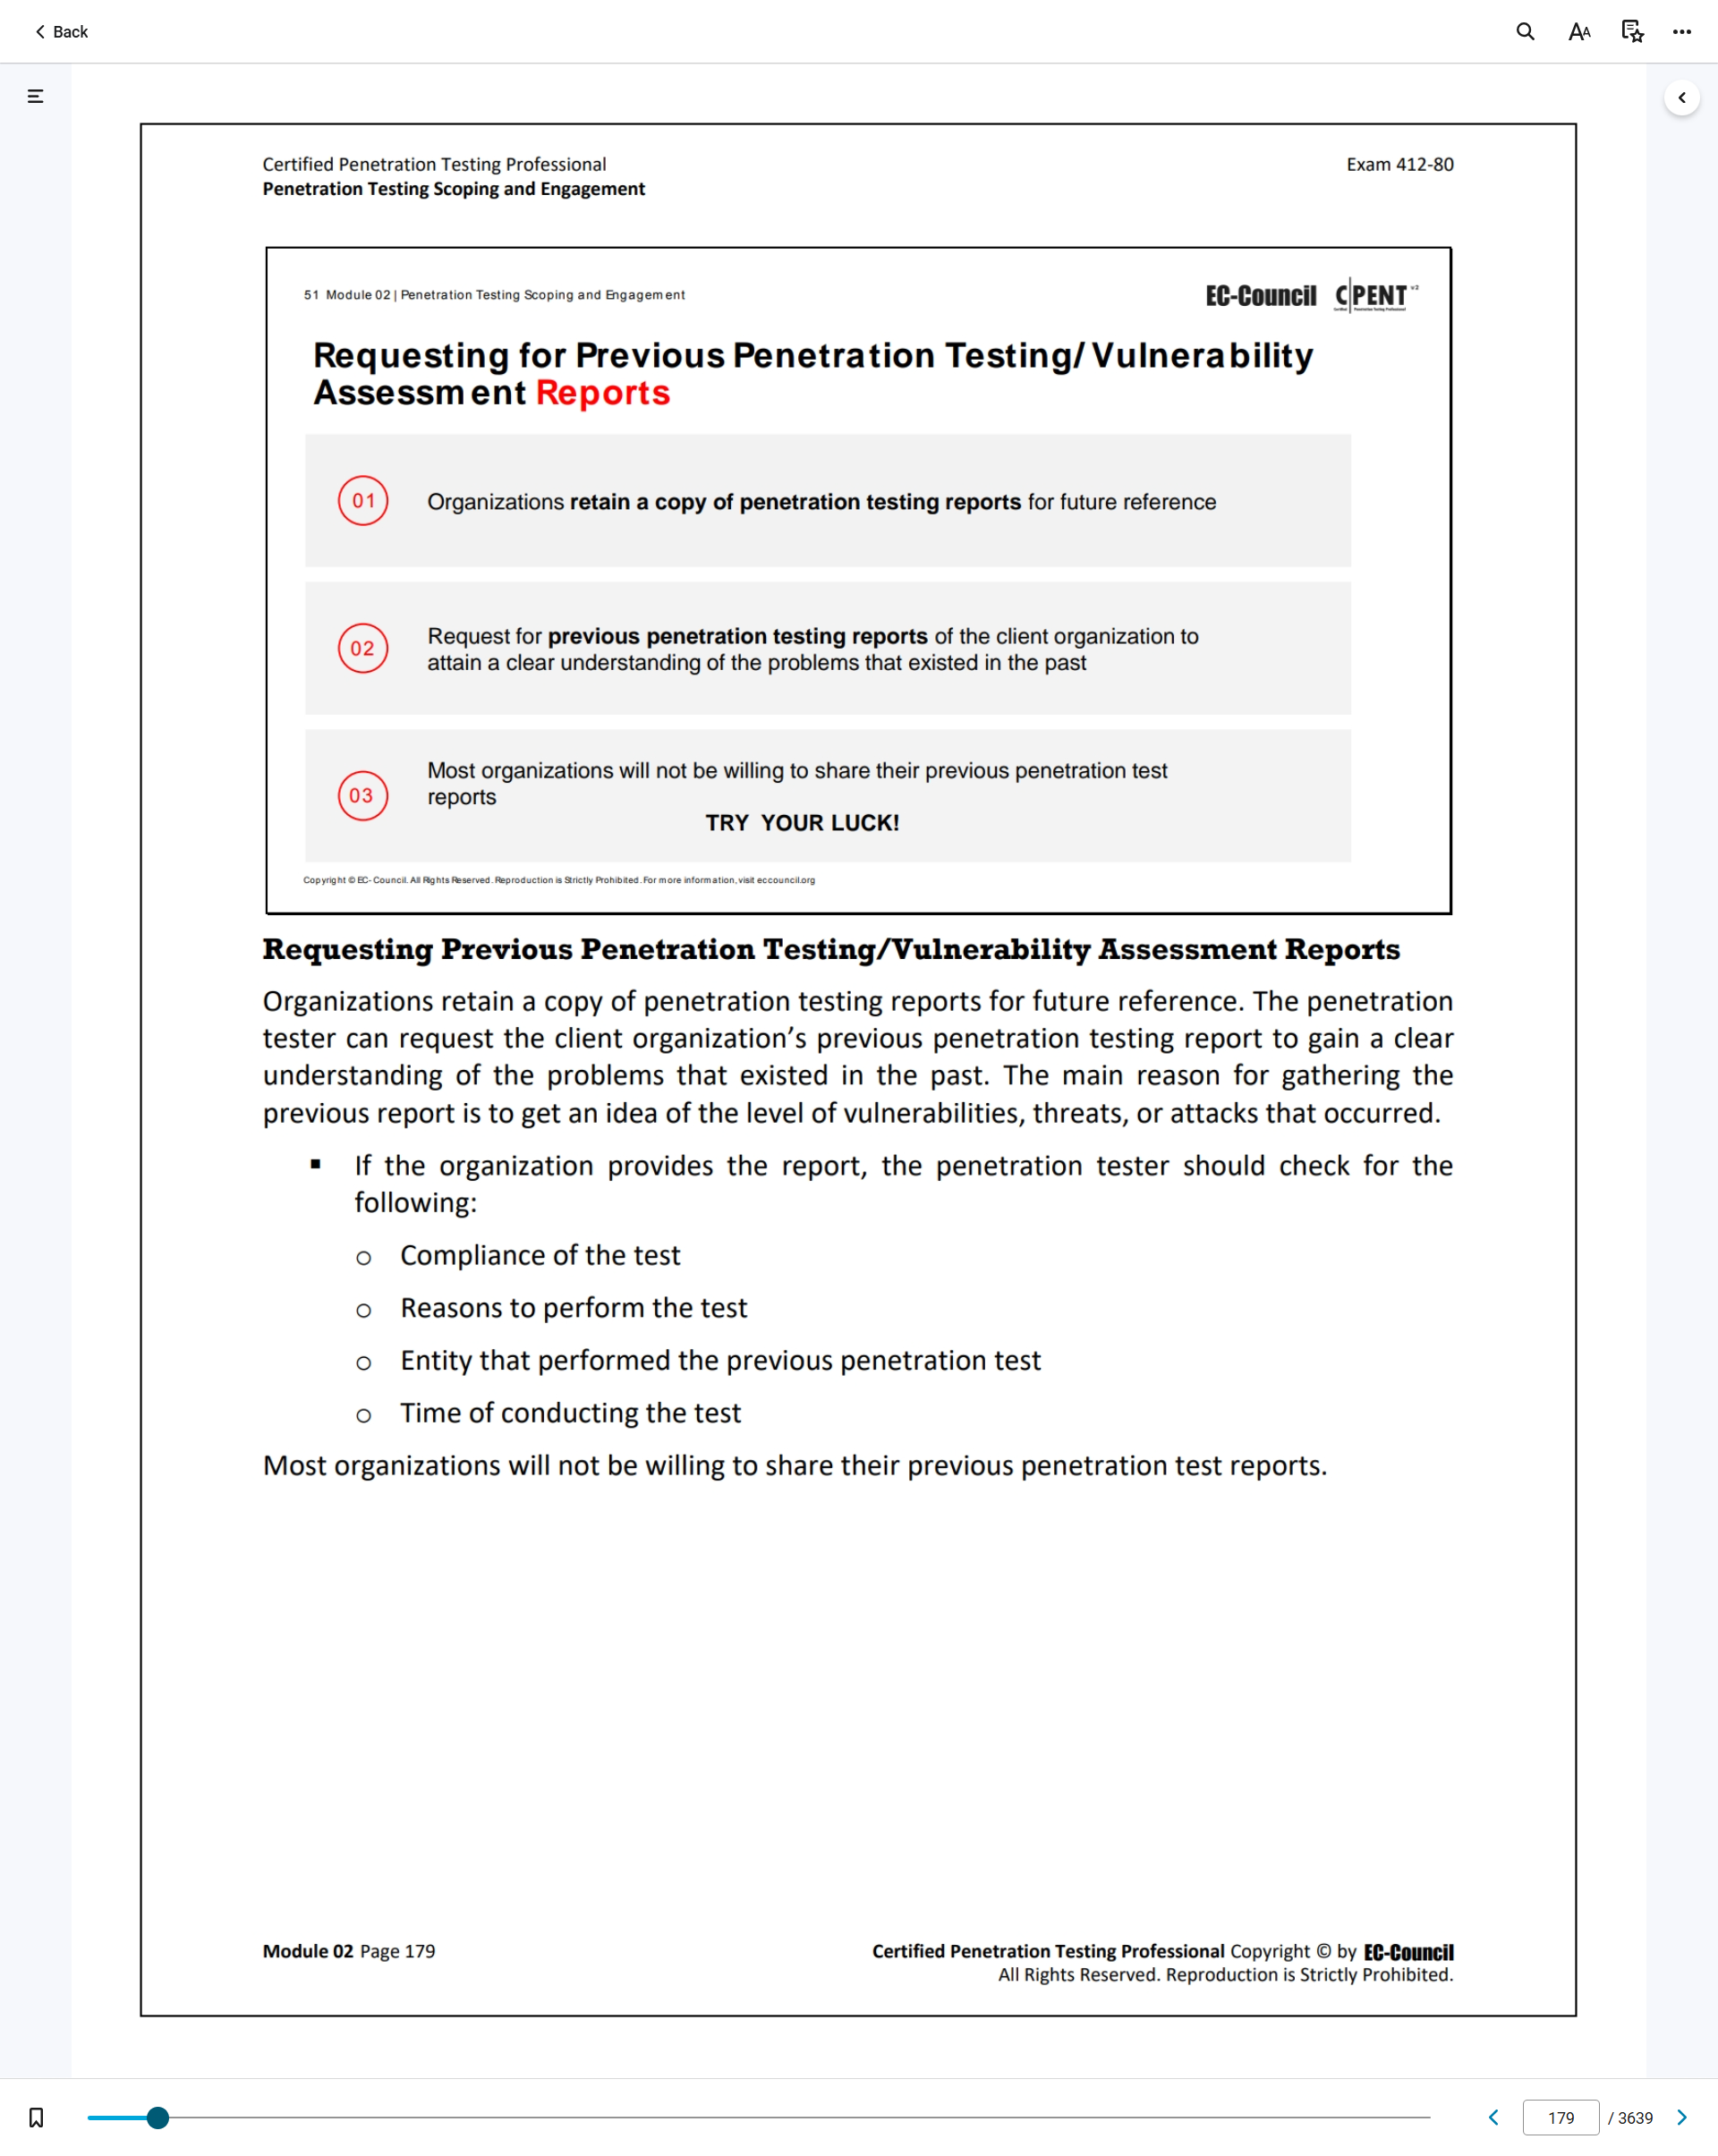 Back
Certified Penetration Testing Professional
Exam 412-80
Penetration Testing Scoping and Engagement
51 Module 02 | Penetration Testing Scoping and Engagement
EC-Council C|PENT v2
Requesting for Previous Penetration Testing/ Vulnerability
Assessment Reports
01
Organizations retain a copy of penetration testing reports for future reference
02
Request for previous penetration testing reports of the client organization to
attain a clear understanding of the problems that existed in the past
03
Most organizations will not be willing to share their previous penetration test
reports
TRY YOUR LUCK!
Copyright © EC- Council. All Rights Reserved. Reproduction is Strictly Prohibited. For more information, visit eccouncil.org
Requesting Previous Penetration Testing/Vulnerability Assessment Reports
Organizations retain a copy of penetration testing reports for future reference. The penetration
tester can request the client organization’s previous penetration testing report to gain a clear
understanding of the problems that existed in the past. The main reason for gathering the
previous report is to get an idea of the level of vulnerabilities, threats, or attacks that occurred.
▪ If the organization provides the report, the penetration tester should check for the
following:
o Compliance of the test
o Reasons to perform the test
o Entity that performed the previous penetration test
o Time of conducting the test
Most organizations will not be willing to share their previous penetration test reports.
Module 02 Page 179
Certified Penetration Testing Professional Copyright © by EC-Council
All Rights Reserved. Reproduction is Strictly Prohibited.
179 / 3639